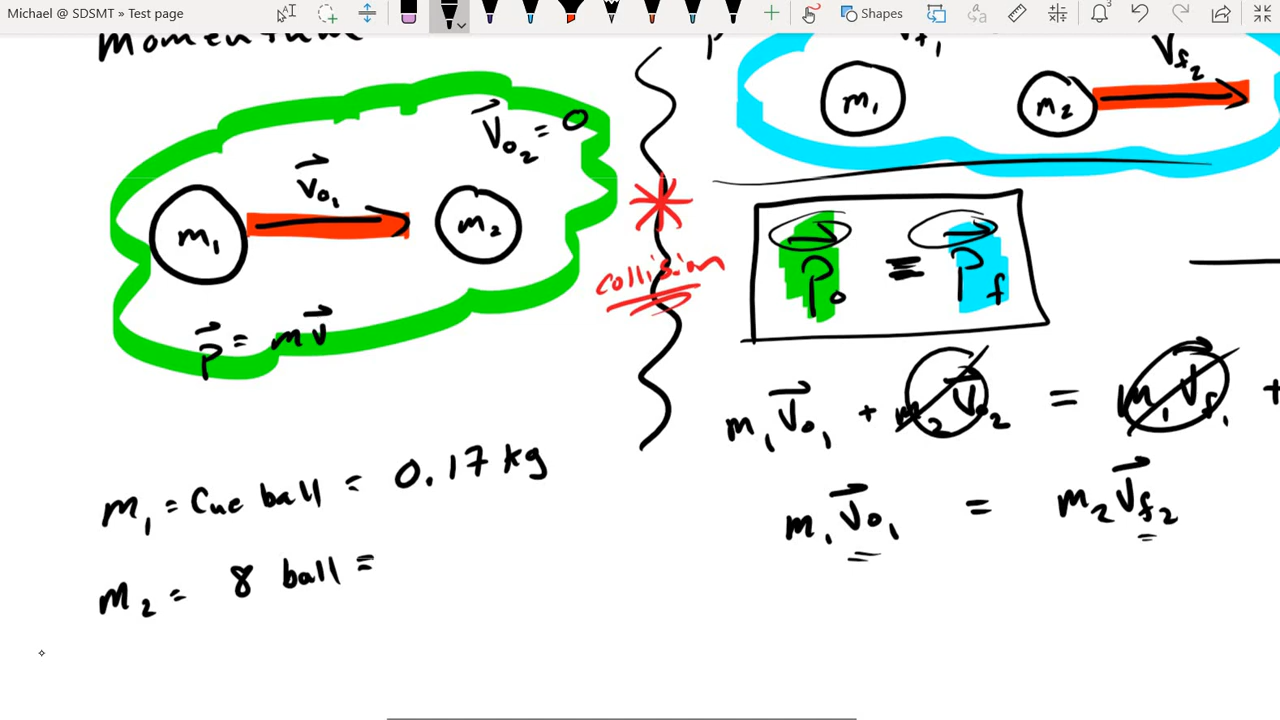 Michael @ SDSMT » Test page
Shapes
Momentum
V⃗o₂ = 0
V⃗o₁
m₁
m₂
P⃗ = mV⃗
collision
P
Vf₁
Vf₂
m₁
m₂
P⃗o = P⃗f
m₁V⃗o₁ + m₂V⃗o₂ = m₁V⃗f₁ +
m₁V⃗o₁ = m₂V⃗f₂
m₁ = Cue ball = 0.17 kg
m₂ = 8 ball =